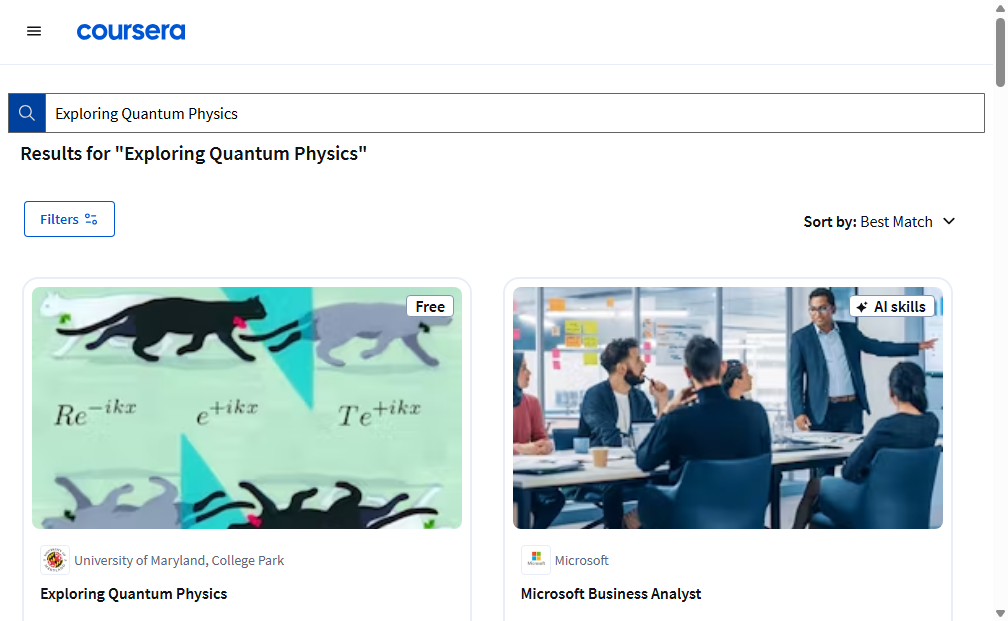 coursera
Exploring Quantum Physics
Results for "Exploring Quantum Physics"
Filters
Sort by: Best Match
Free
AI skills
Re^{-ikx} e^{+ikx} Te^{+ikx}
University of Maryland, College Park
Exploring Quantum Physics
Microsoft
Microsoft
Microsoft Business Analyst